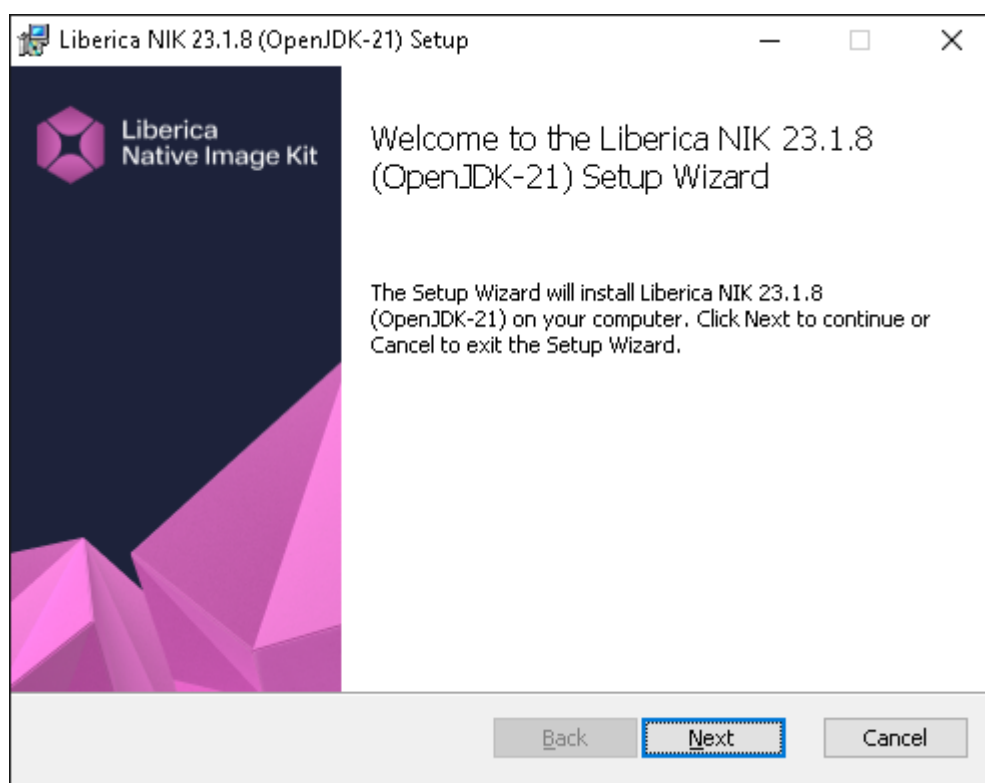 Liberica NIK 23.1.8 (OpenJDK-21) Setup
Liberica
Native Image Kit
Welcome to the Liberica NIK 23.1.8
(OpenJDK-21) Setup Wizard
The Setup Wizard will install Liberica NIK 23.1.8
(OpenJDK-21) on your computer. Click Next to continue or
Cancel to exit the Setup Wizard.
Back Next Cancel